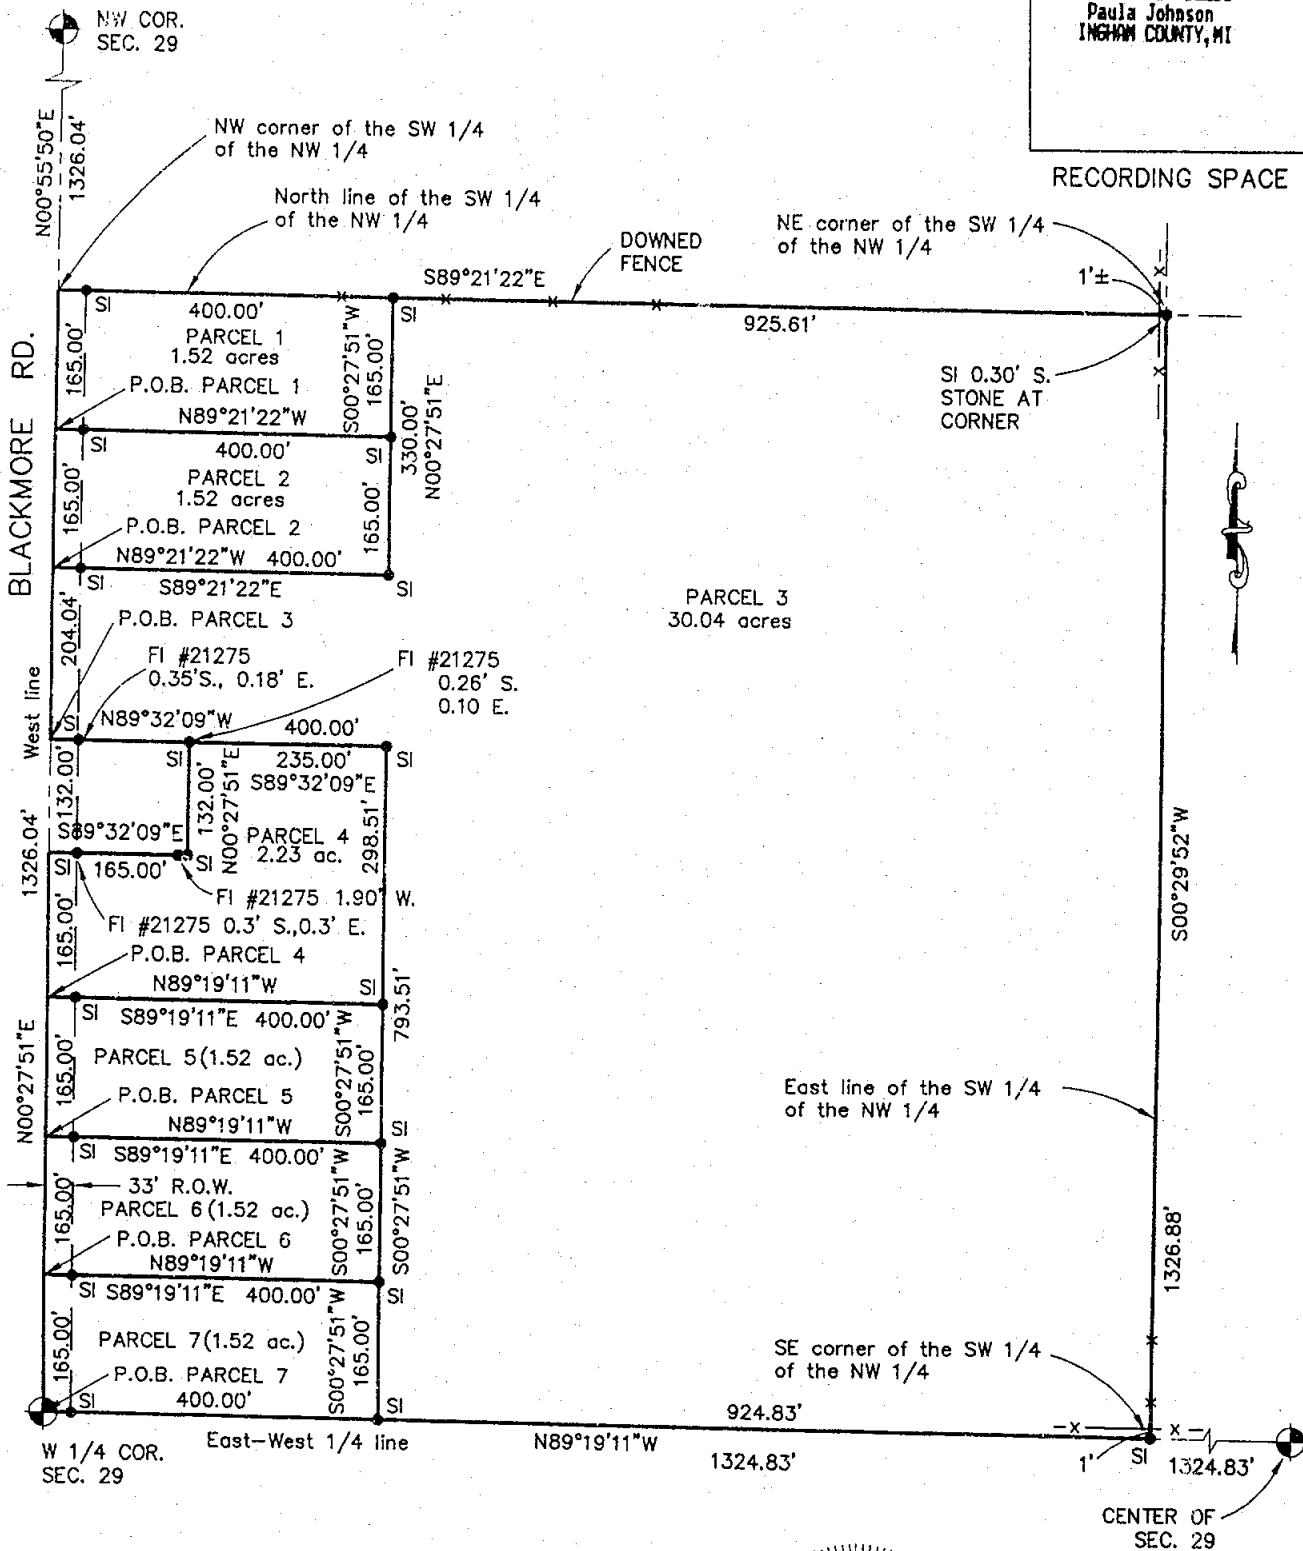 NW COR.
SEC. 29
Paula Johnson
INGHAM COUNTY, MI
RECORDING SPACE
N00°55'50"E
1326.04'
NW corner of the SW 1/4
of the NW 1/4
North line of the SW 1/4
of the NW 1/4
DOWNED
FENCE
S89°21'22"E
NE corner of the SW 1/4
of the NW 1/4
1'±
SI
400.00'
SI
925.61'
PARCEL 1
1.52 acres
165.00'
S00°27'51"W
165.00'
P.O.B. PARCEL 1
N89°21'22"W
SI 0.30' S.
STONE AT
CORNER
BLACKMORE RD.
SI
400.00'
SI
330.00'
N00°27'51"E
PARCEL 2
1.52 acres
165.00'
165.00'
P.O.B. PARCEL 2
N89°21'22"W 400.00'
SI
S89°21'22"E
SI
PARCEL 3
30.04 acres
204.04'
P.O.B. PARCEL 3
FI #21275
0.35'S., 0.18' E.
FI #21275
0.26' S.
0.10 E.
West line
SI
N89°32'09"W
400.00'
SI
235.00'
SI
S89°32'09"E
132.00'
132.00'
N00°27'51"E
298.51'
S89°32'09"E
PARCEL 4
2.23 ac.
1326.04'
SI
165.00'
SI
FI #21275 1.90' W.
FI #21275 0.3' S.,0.3' E.
165.00'
P.O.B. PARCEL 4
N89°19'11"W
SI
S00°29'52"W
SI
S89°19'11"E 400.00'
793.51'
N00°27'51"E
PARCEL 5(1.52 ac.)
165.00'
S00°27'51"W
165.00'
P.O.B. PARCEL 5
N89°19'11"W
SI
East line of the SW 1/4
of the NW 1/4
SI
S89°19'11"E 400.00'
33' R.O.W.
PARCEL 6(1.52 ac.)
165.00'
S00°27'51"W
165.00'
S00°27'51"W
P.O.B. PARCEL 6
N89°19'11"W
1326.88'
SI S89°19'11"E 400.00'
SI
PARCEL 7(1.52 ac.)
165.00'
S00°27'51"W
165.00'
P.O.B. PARCEL 7
SE corner of the SW 1/4
of the NW 1/4
SI
400.00'
SI
924.83'
W 1/4 COR.
SEC. 29
East-West 1/4 line
N89°19'11"W
1324.83'
1'
SI
1324.83'
CENTER OF
SEC. 29